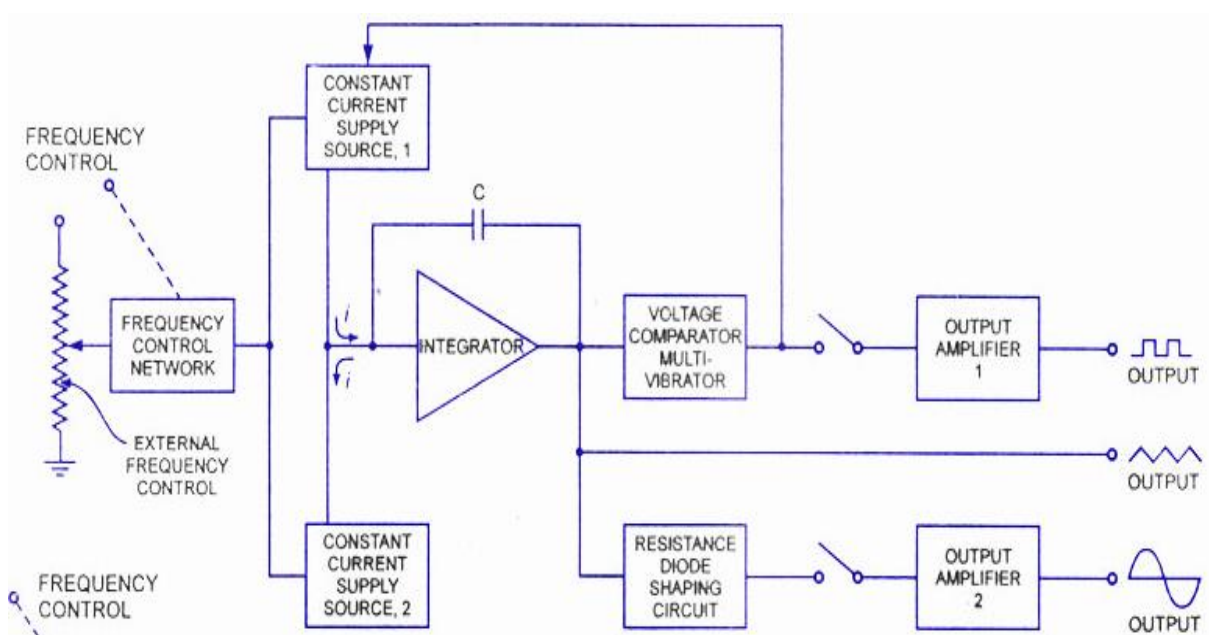 CONSTANT
CURRENT
SUPPLY
SOURCE, 1
FREQUENCY
CONTROL
C
i
i
FREQUENCY
CONTROL
NETWORK
INTEGRATOR
VOLTAGE
COMPARATOR
MULTI-
VIBRATOR
OUTPUT
AMPLIFIER
1
OUTPUT
EXTERNAL
FREQUENCY
CONTROL
OUTPUT
CONSTANT
CURRENT
SUPPLY
SOURCE, 2
RESISTANCE
DIODE
SHAPING
CIRCUIT
OUTPUT
AMPLIFIER
2
OUTPUT
FREQUENCY
CONTROL